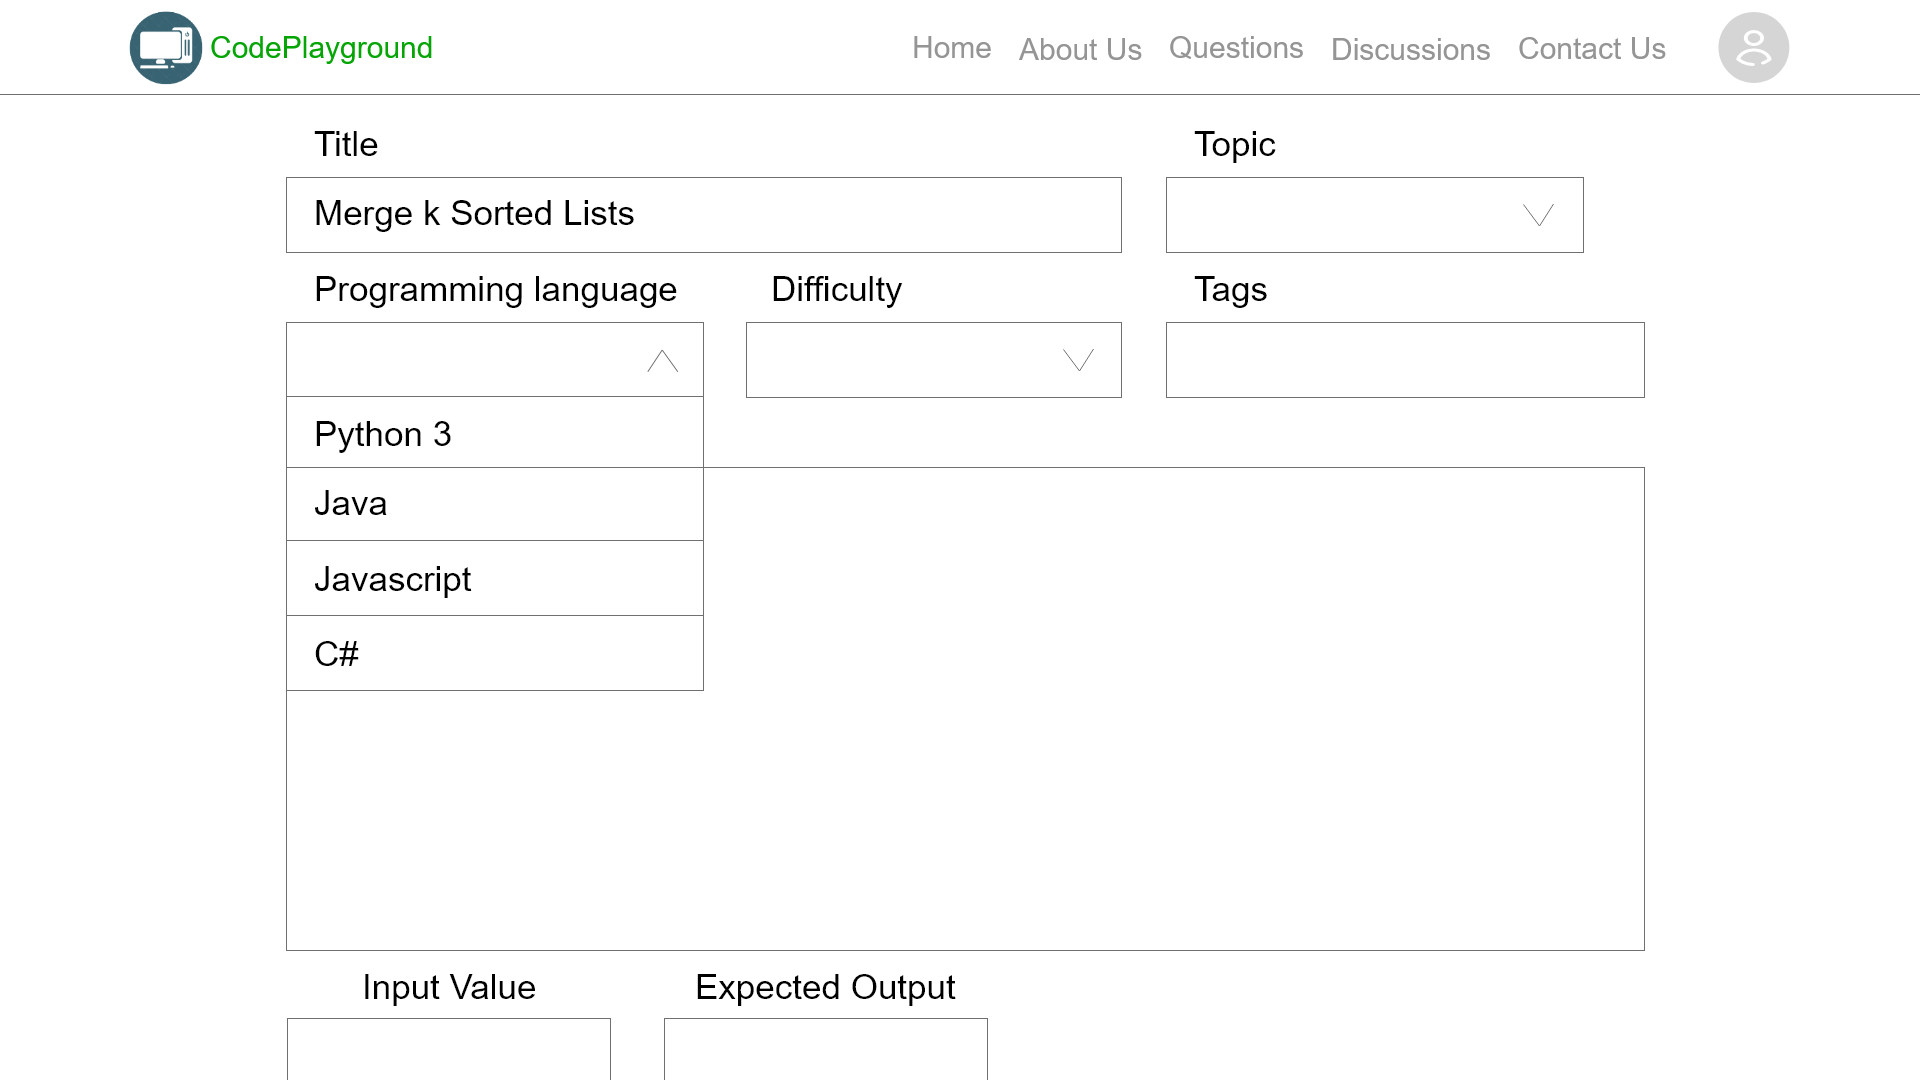 CodePlayground
Home About Us Questions Discussions Contact Us
Title
Topic
Merge k Sorted Lists
Programming language
Difficulty
Tags
Python 3
Java
Javascript
C#
Input Value
Expected Output